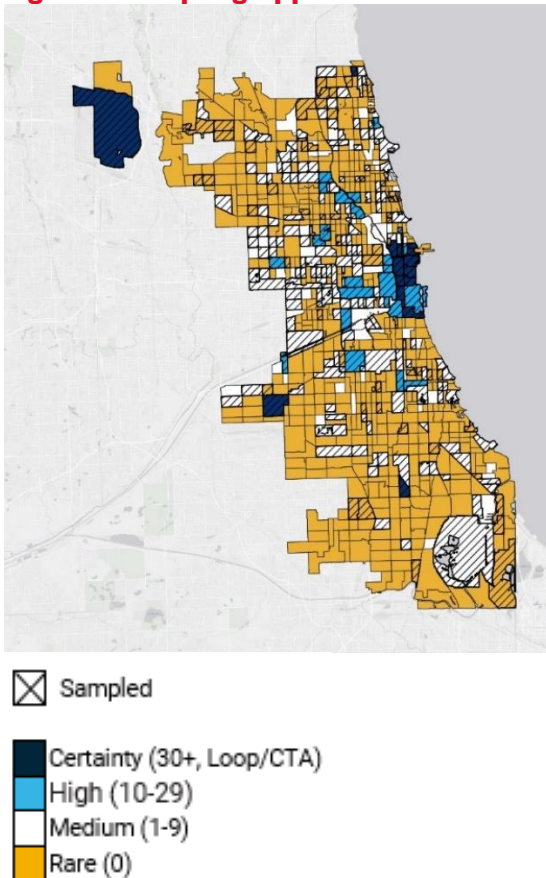 Sampled
Certainty (30+, Loop/CTA)
High (10-29)
Medium (1-9)
Rare (0)